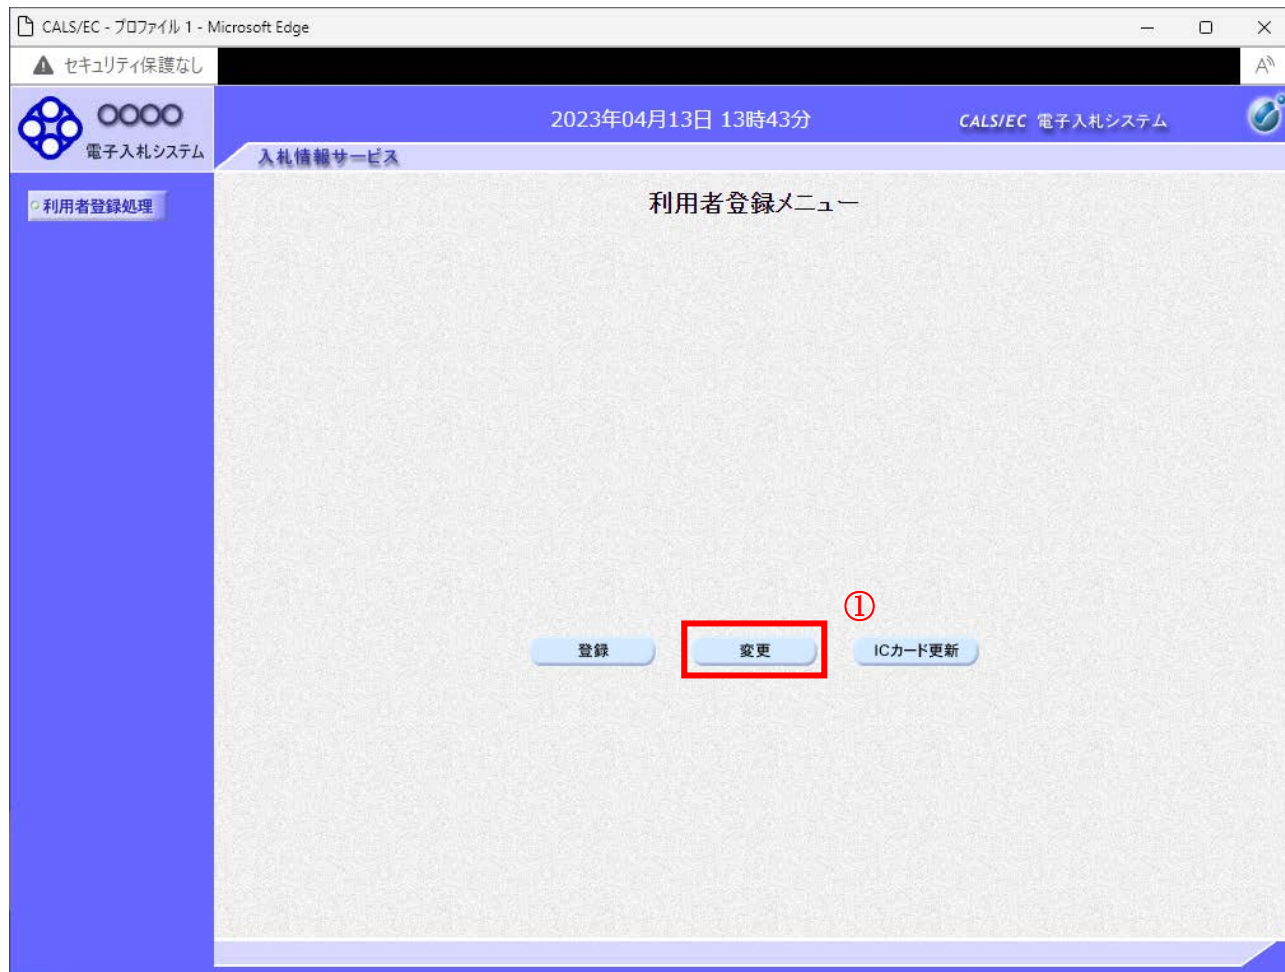 CALS/EC - プロファイル 1 - Microsoft Edge
セキュリティ保護なし
A
○○○○
電子入札システム
2023年04月13日 13時43分
CALS/EC 電子入札システム
入札情報サービス
利用者登録処理
利用者登録メニュー
①
登録
変更
ICカード更新